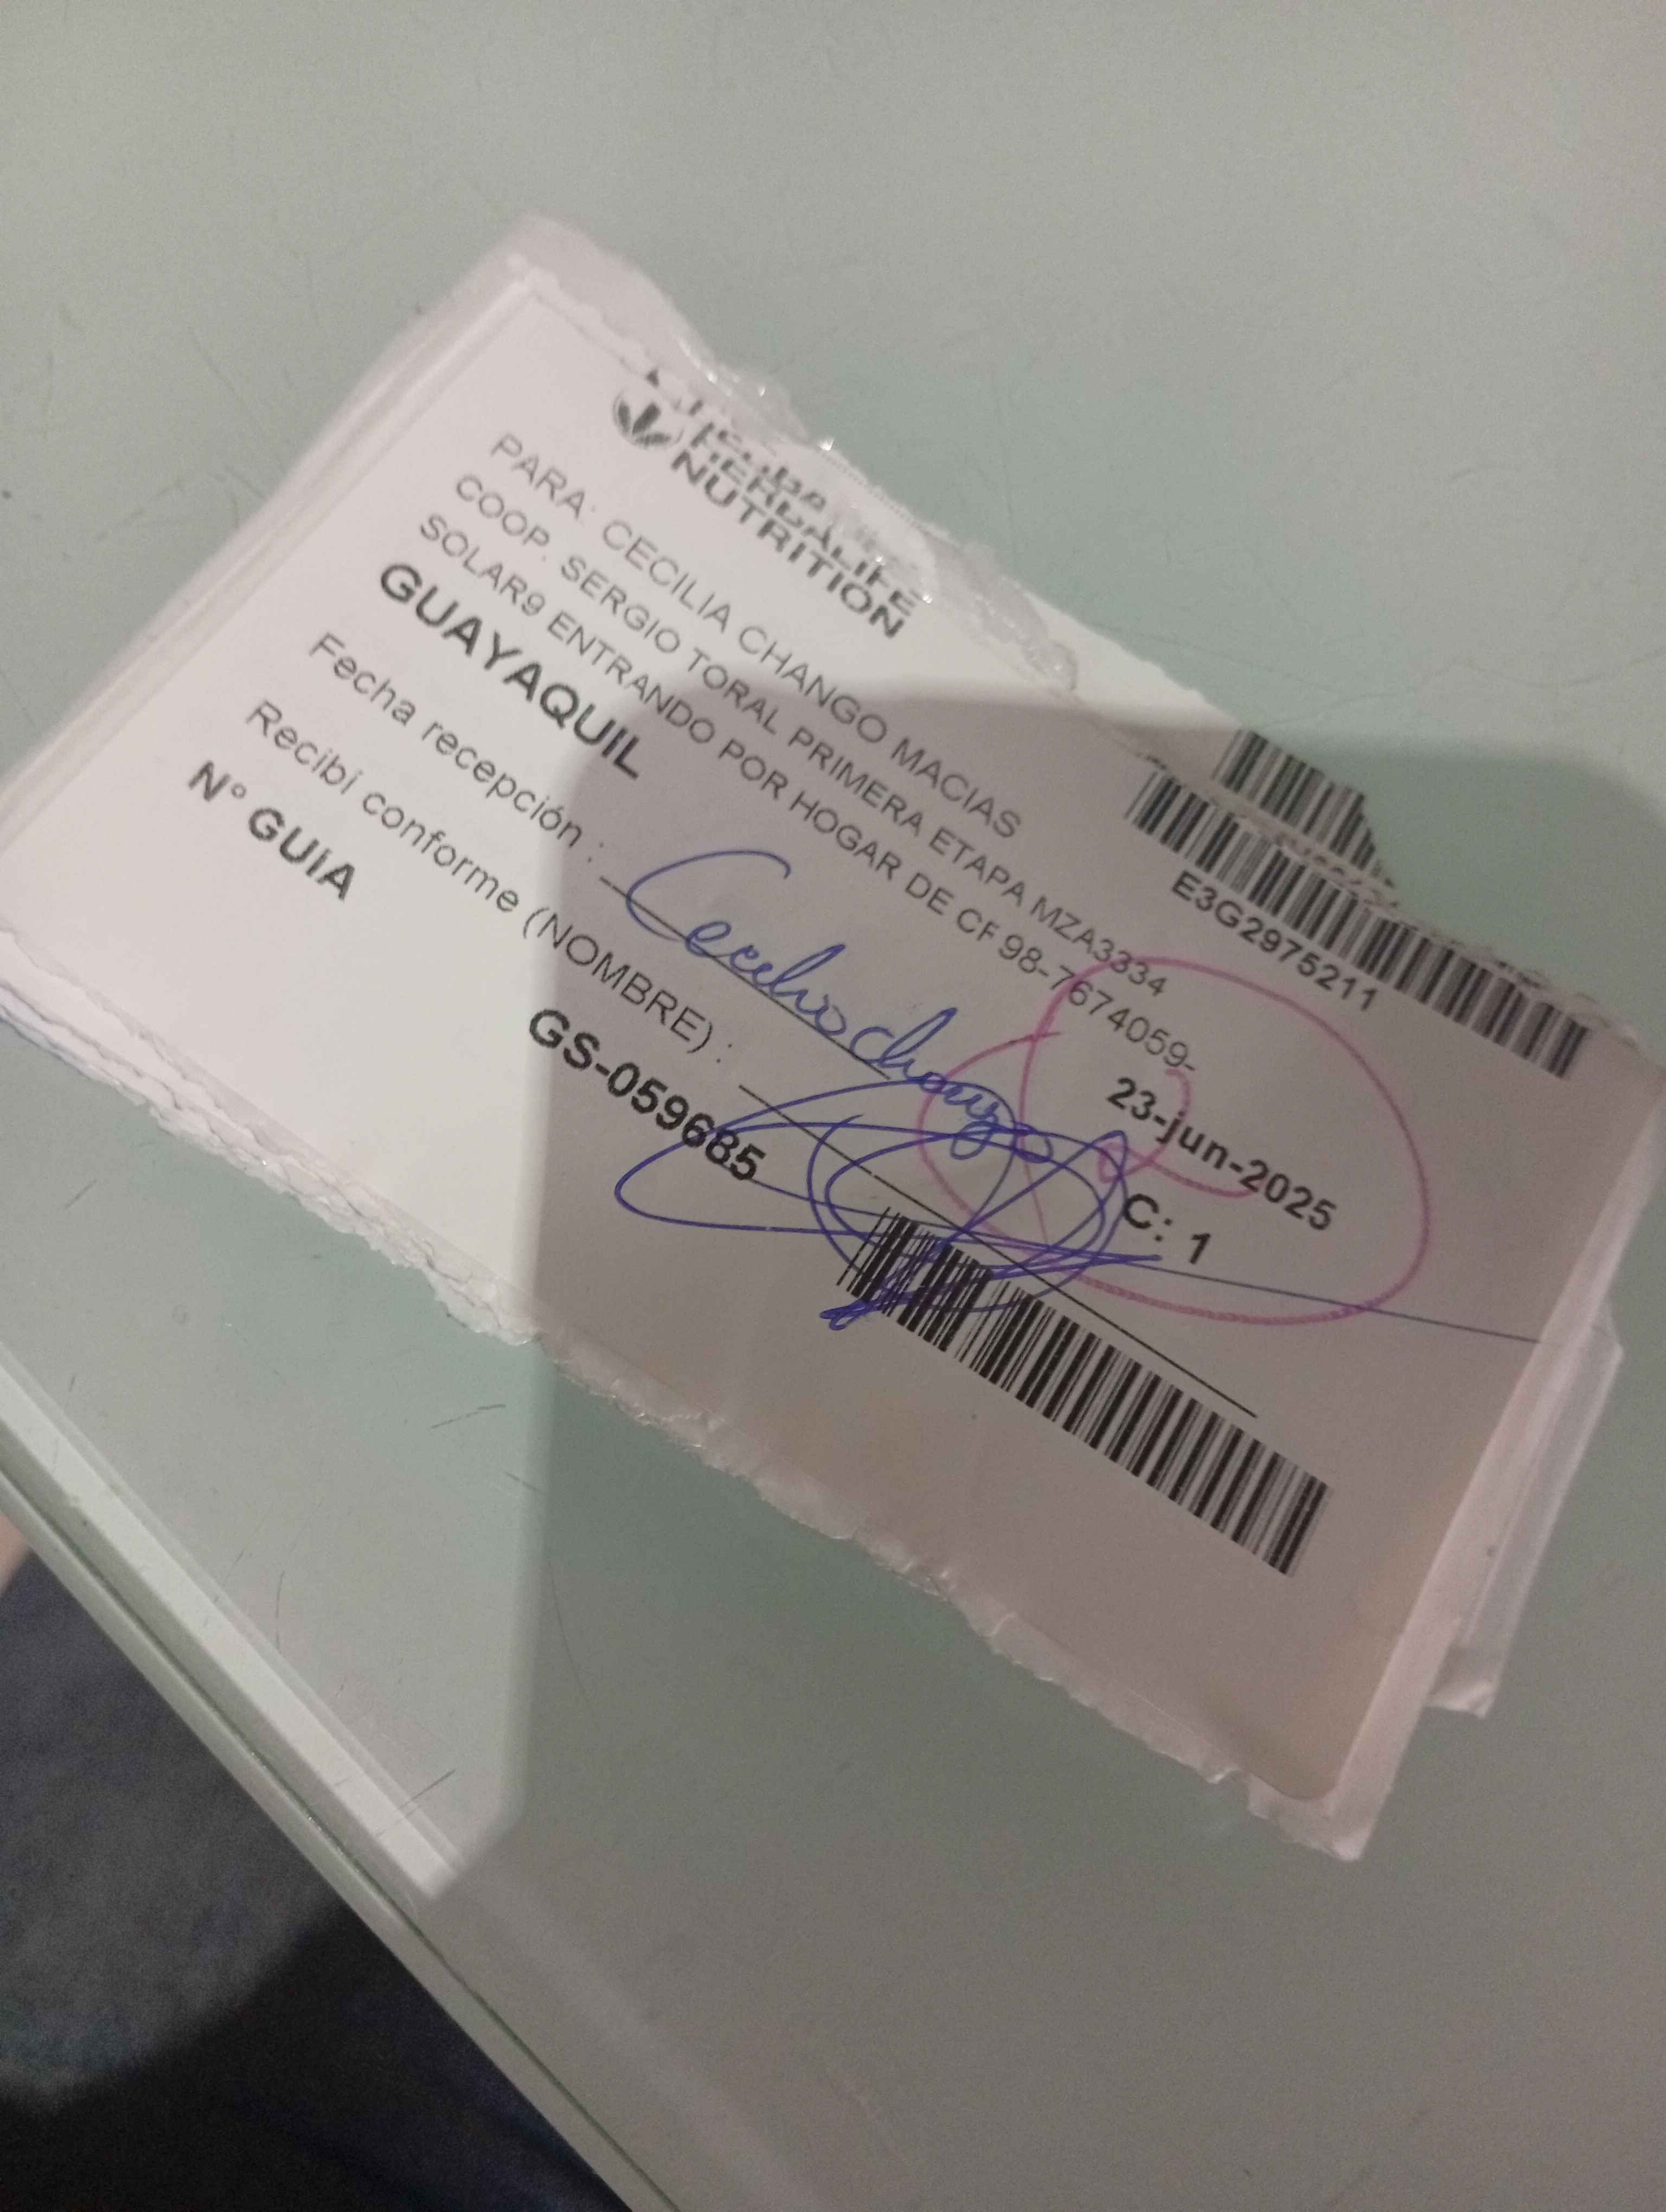 HERBALIFE
NUTRITION
E3G2975211
PARA: CECILIA CHANGO MACIAS
COOP. SERGIO TORAL PRIMERA ETAPA MZA3334
SOLAR9 ENTRANDO POR HOGAR DE CF 98-7674059-
GUAYAQUIL
23-jun-2025
Fecha recepción :
C: 1
Recibí conforme (NOMBRE) :
N° GUIA
GS-059685